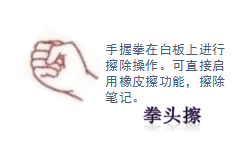 手握拳在白板上进行
擦除操作。可直接启
用橡皮擦功能，擦除
笔记。
拳头擦